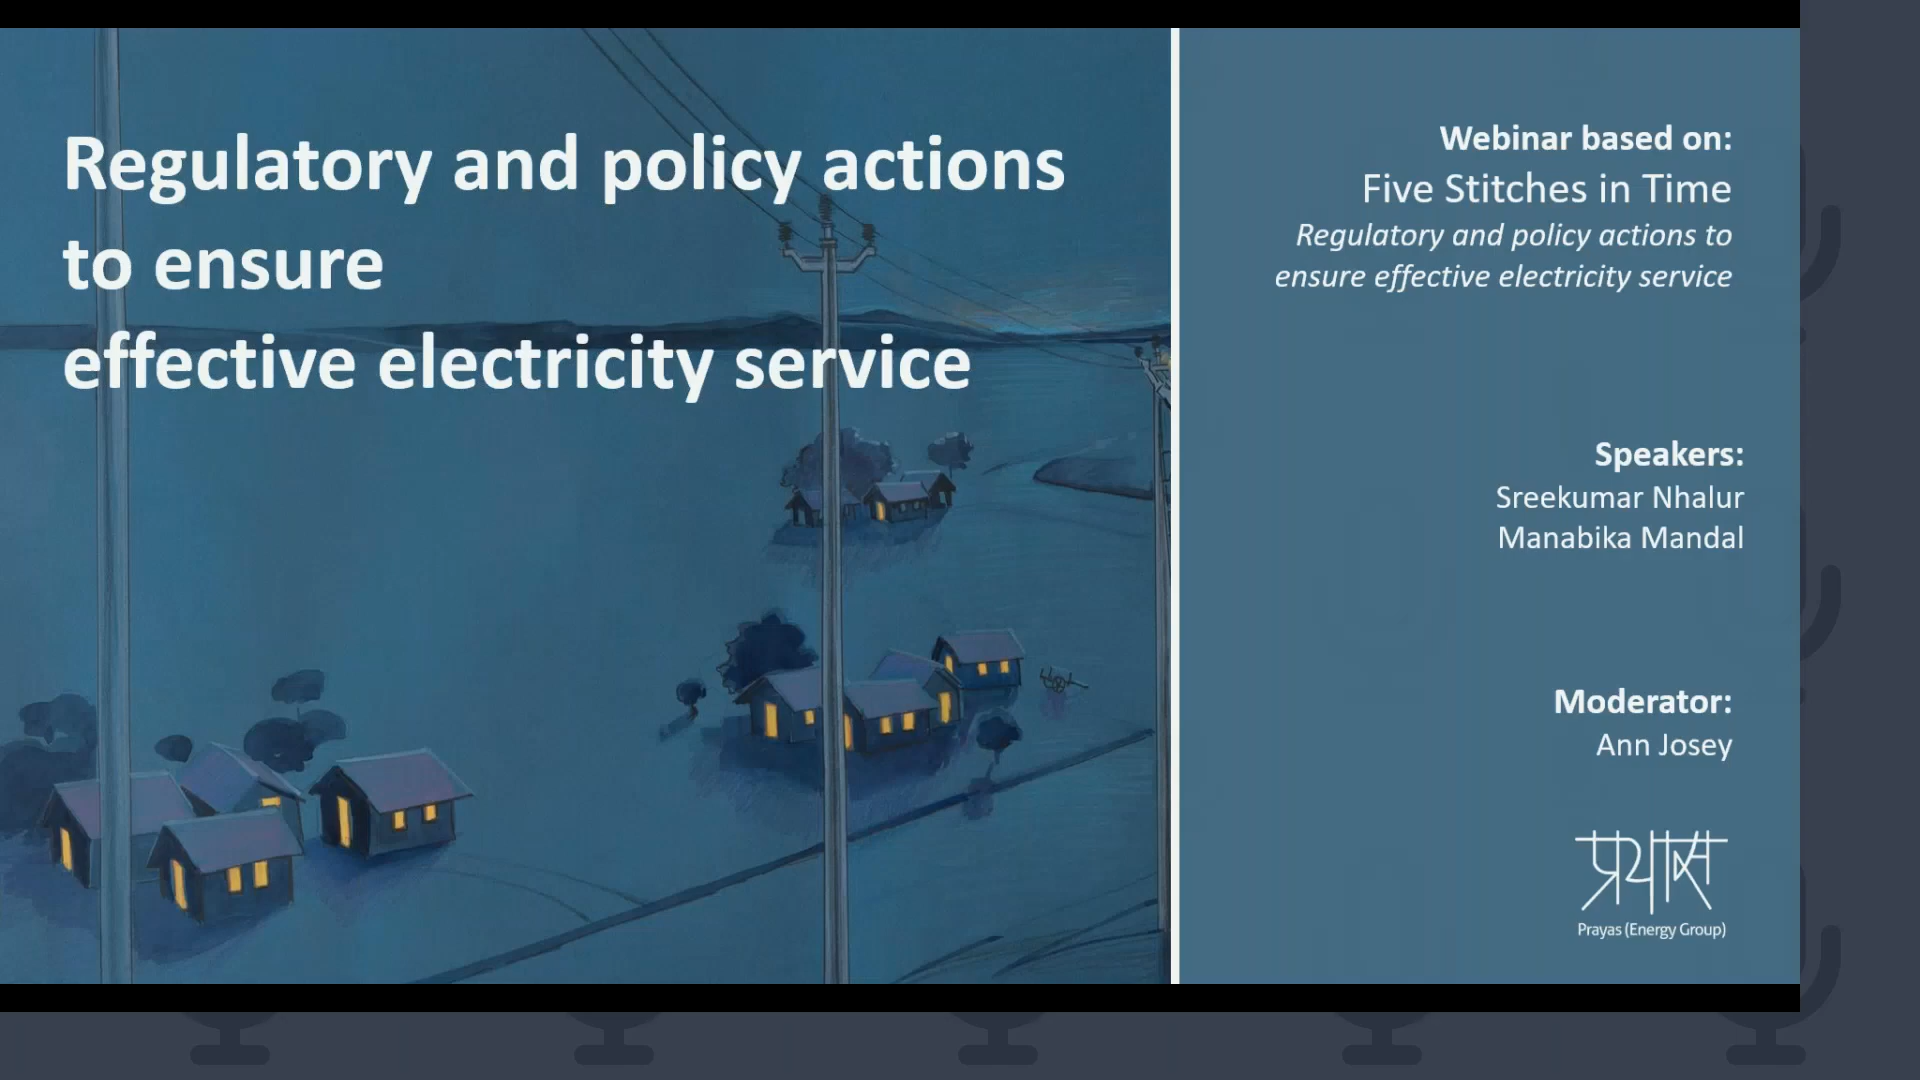 Regulatory and policy actions
to ensure
effective electricity service
Webinar based on:
Five Stitches in Time
Regulatory and policy actions to
ensure effective electricity service
Speakers:
Sreekumar Nhalur
Manabika Mandal
Moderator:
Ann Josey
प्रयास
Prayas (Energy Group)